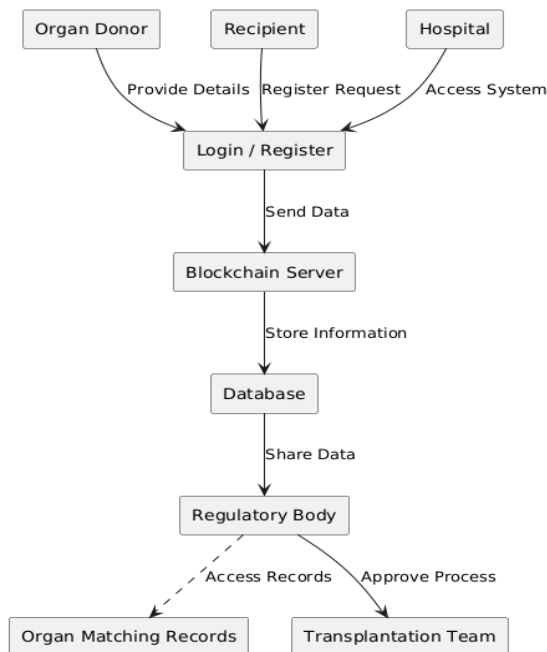 Organ Donor
Recipient
Hospital
Provide Details
Register Request
Access System
Login / Register
Send Data
Blockchain Server
Store Information
Database
Share Data
Regulatory Body
Access Records
Approve Process
Organ Matching Records
Transplantation Team